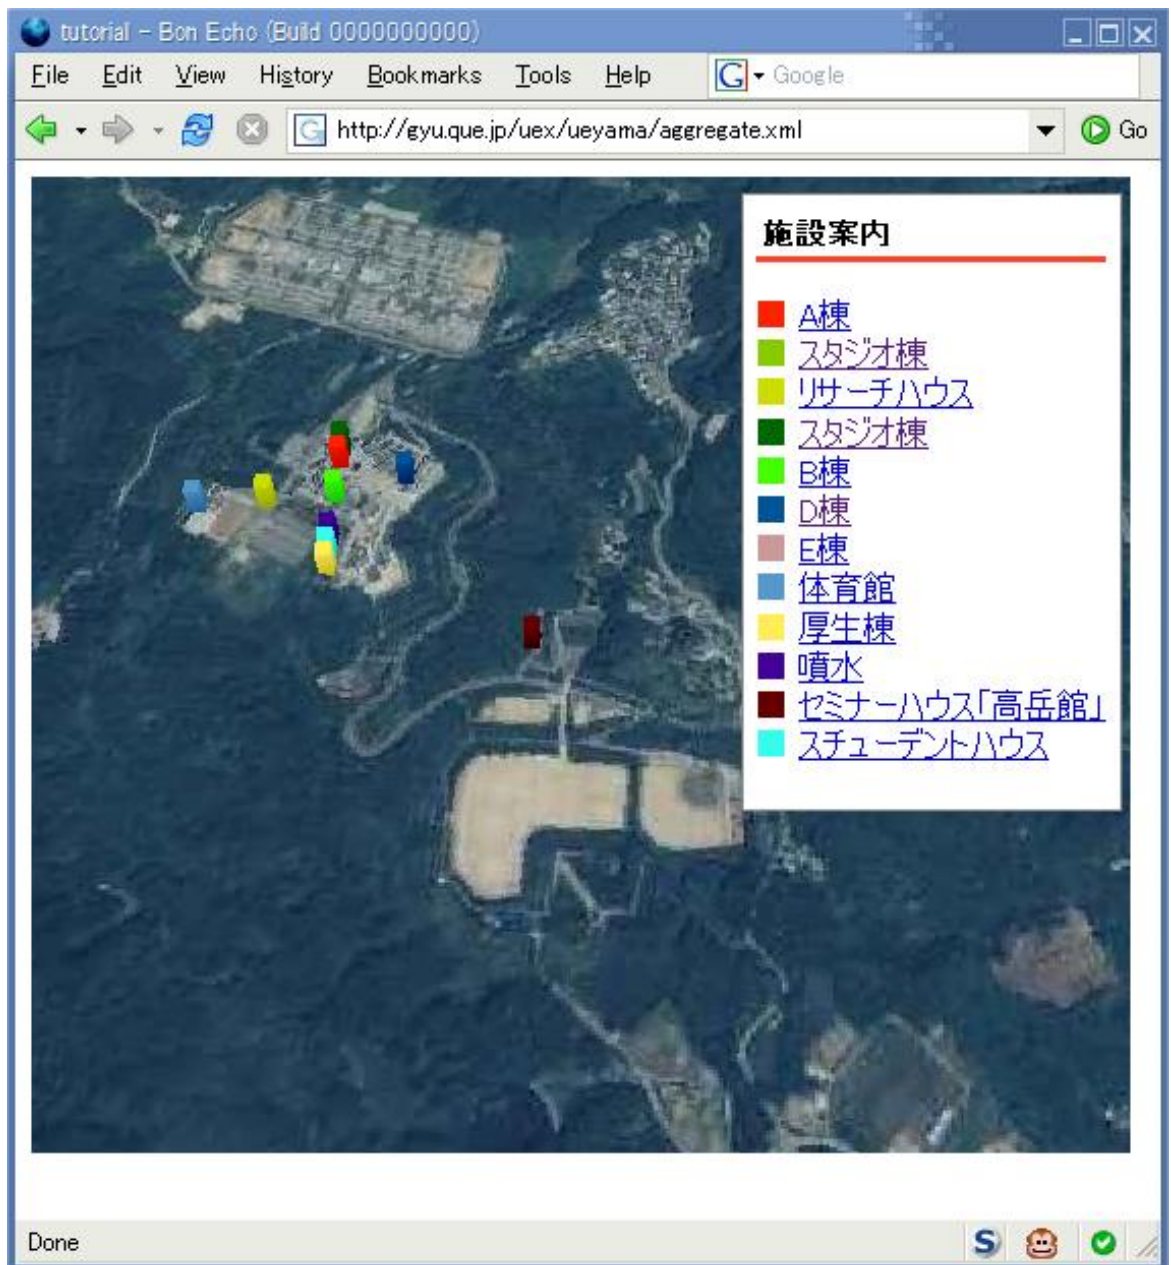 tutorial - Bon Echo (Build 0000000000)
File Edit View History Bookmarks Tools Help G Google
G http://gyu.que.jp/uex/ueyama/aggregate.xml Go
施設案内
A棟
スタジオ棟
リサーチハウス
スタジオ棟
B棟
D棟
E棟
体育館
厚生棟
噴水
セミナーハウス「高岳館」
スチューデントハウス
Done S